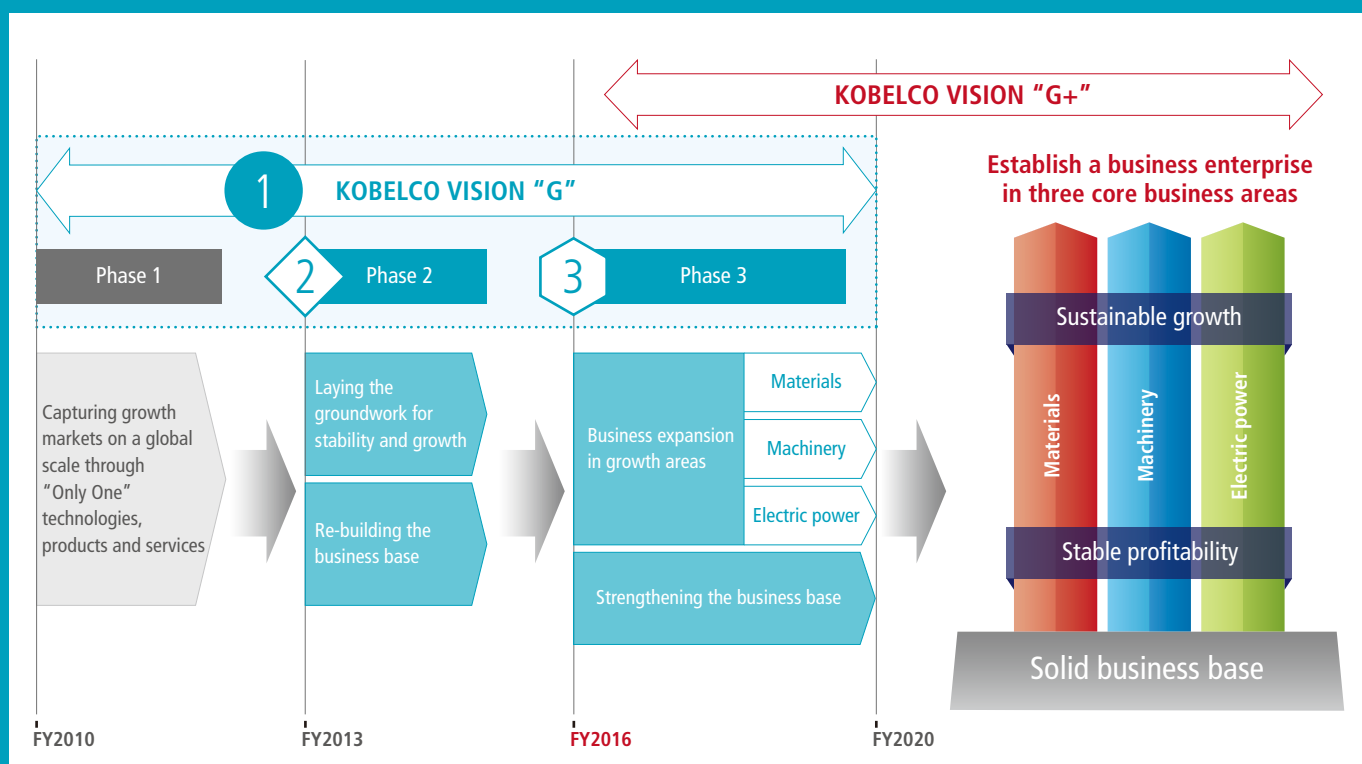 KOBELCO VISION “G+”
1
KOBELCO VISION “G”
Phase 1
2
Phase 2
3
Phase 3
Capturing growth
markets on a global
scale through
“Only One”
technologies,
products and services
Laying the
groundwork for
stability and growth
Re-building the
business base
Business expansion
in growth areas
Materials
Machinery
Electric power
Strengthening the business base
Establish a business enterprise
in three core business areas
Sustainable growth
Materials
Machinery
Electric power
Stable profitability
Solid business base
FY2010
FY2013
FY2016
FY2020